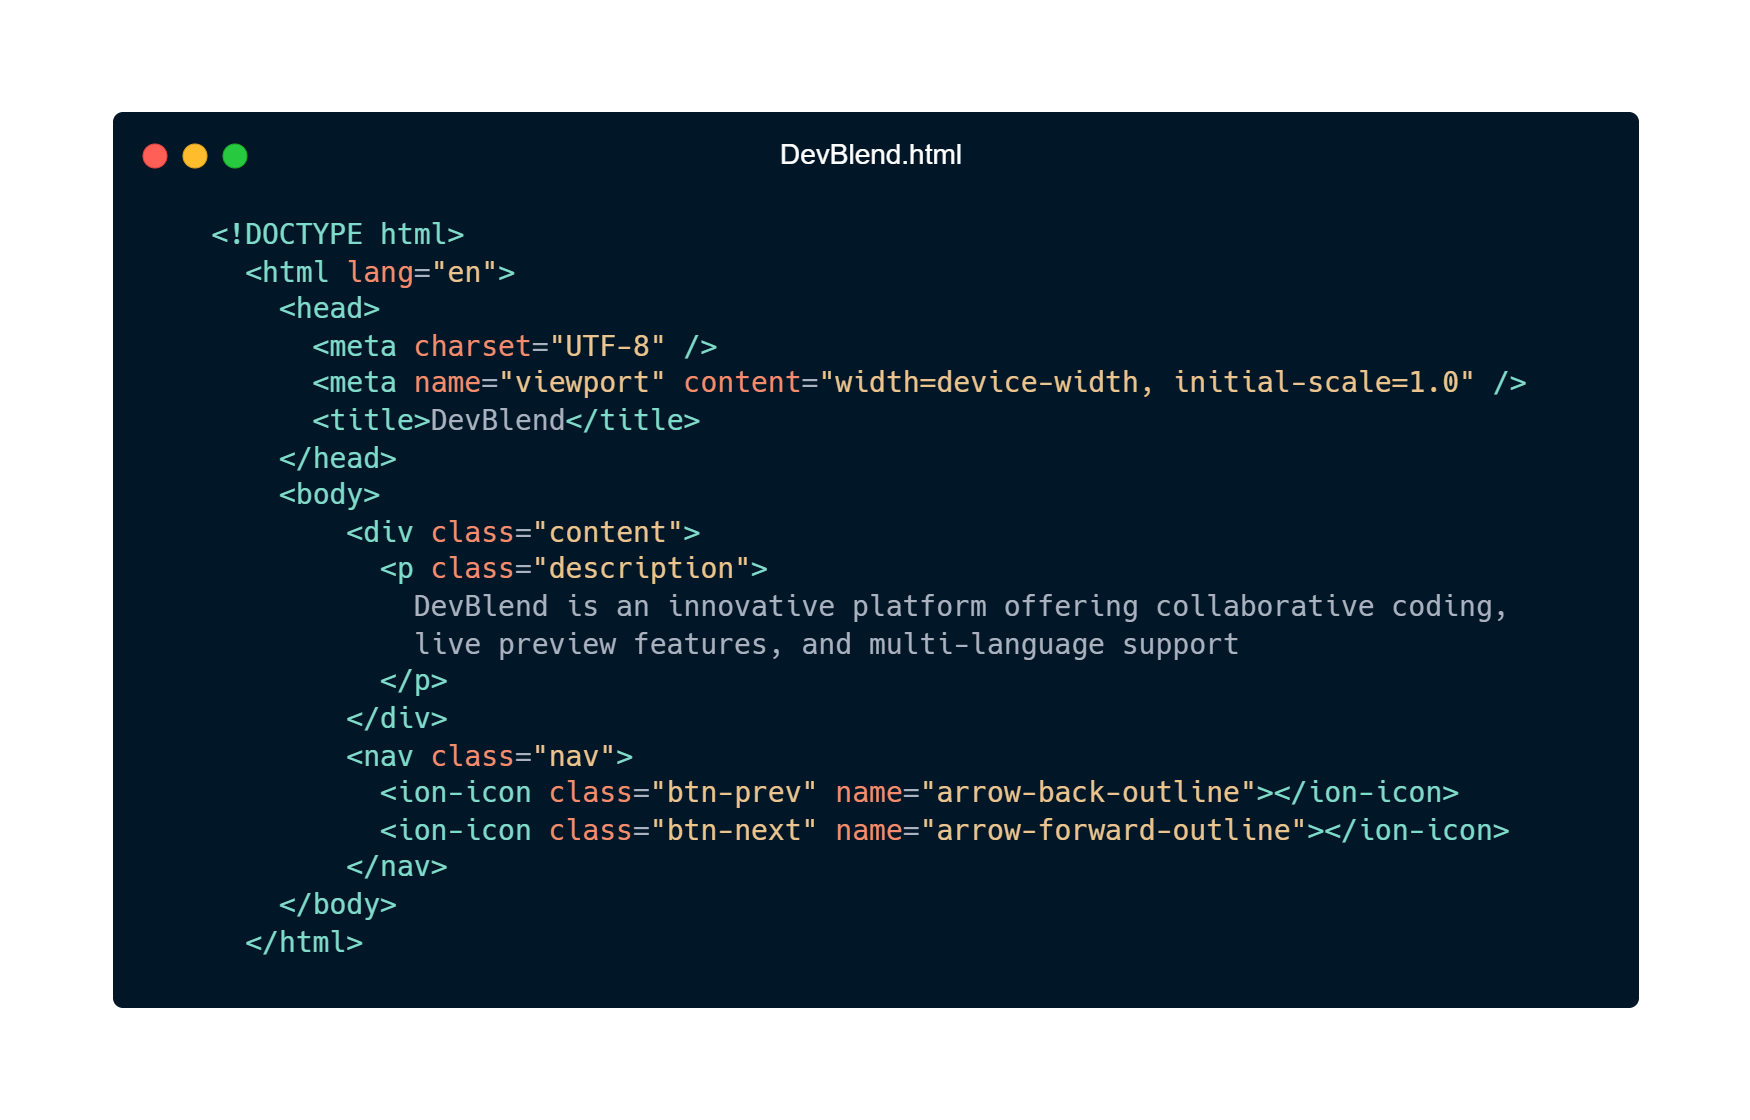 DevBlend.html
<!DOCTYPE html>
<html lang="en">
<head>
<meta charset="UTF-8" />
<meta name="viewport" content="width=device-width, initial-scale=1.0" />
<title>DevBlend</title>
</head>
<body>
<div class="content">
<p class="description">
DevBlend is an innovative platform offering collaborative coding,
live preview features, and multi-language support
</p>
</div>
<nav class="nav">
<ion-icon class="btn-prev" name="arrow-back-outline"></ion-icon>
<ion-icon class="btn-next" name="arrow-forward-outline"></ion-icon>
</nav>
</body>
</html>